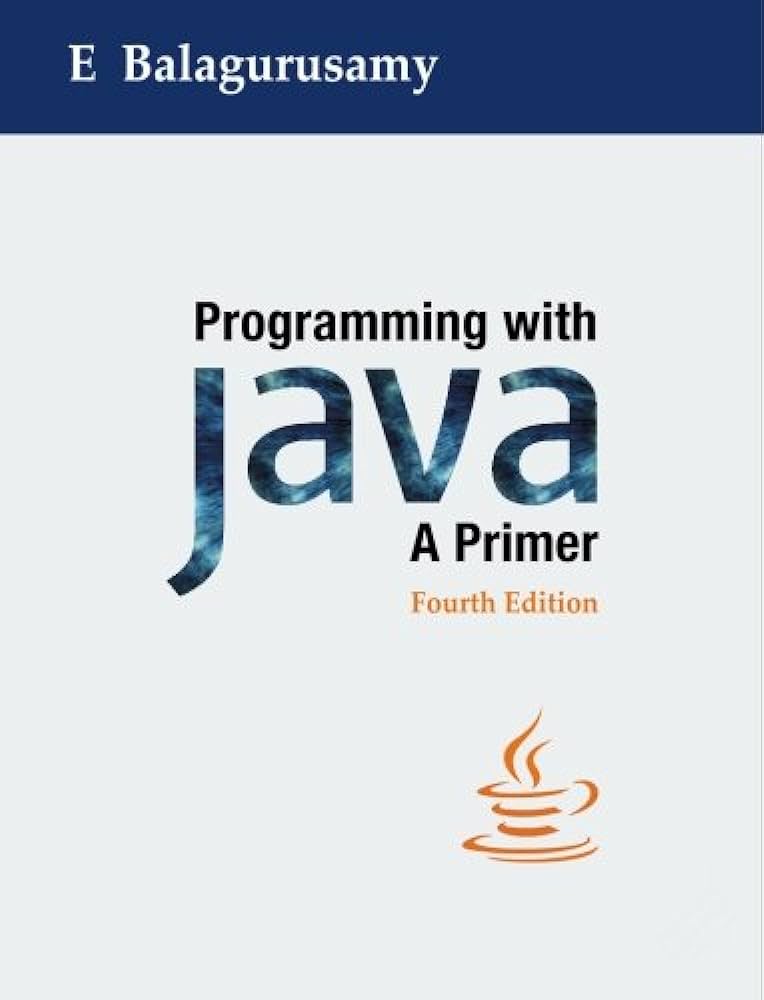 E Balagurusamy
Programming with
java
A Primer
Fourth Edition